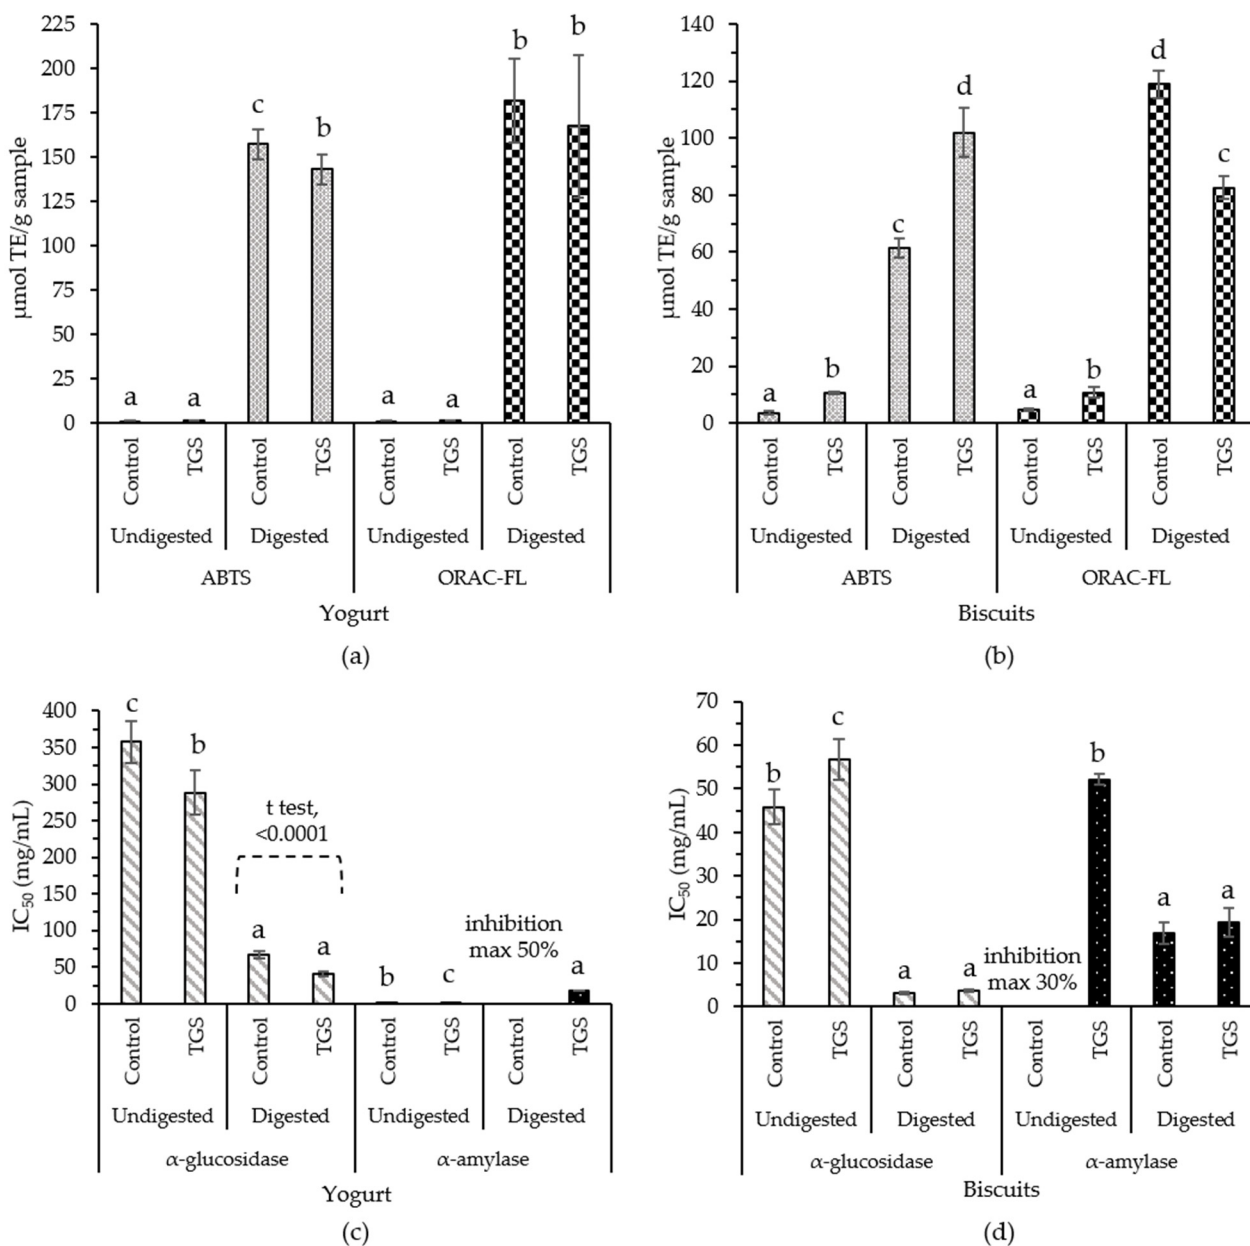 225
200
175
150
125
100
75
50
25
0
μmol TE/g sample
a
a
c
b
a
a
b
b
Control
TGS
Control
TGS
Control
TGS
Control
TGS
Undigested
Digested
Undigested
Digested
ABTS
ORAC-FL
Yogurt
(a)
140
120
100
80
60
40
20
0
μmol TE/g sample
a
b
c
d
a
b
d
c
Control
TGS
Control
TGS
Control
TGS
Control
TGS
Undigested
Digested
Undigested
Digested
ABTS
ORAC-FL
Biscuits
(b)
400
350
300
250
200
150
100
50
0
IC50 (mg/mL)
c
b
t test,
<0.0001
a
a
b
c
inhibition
max 50%
a
Control
TGS
Control
TGS
Control
TGS
Control
TGS
Undigested
Digested
Undigested
Digested
α-glucosidase
α-amylase
Yogurt
(c)
70
60
50
40
30
20
10
0
IC50 (mg/mL)
b
c
a
a
inhibition
max 30%
b
a
a
Control
TGS
Control
TGS
Control
TGS
Control
TGS
Undigested
Digested
Undigested
Digested
α-glucosidase
α-amylase
Biscuits
(d)